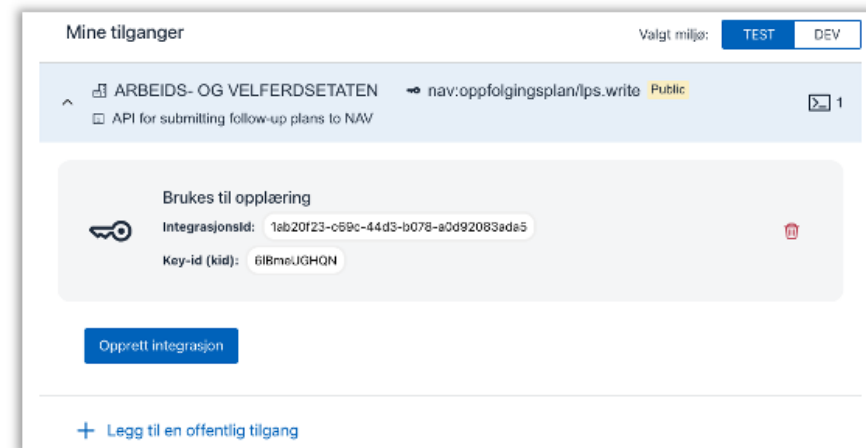 Mine tilganger
Valgt miljø: TEST DEV
ARBEIDS- OG VELFERDSETATEN nav:oppfolgingsplan/lps.write Public
API for submitting follow-up plans to NAV
1
Brukes til opplæring
IntegrasjonsId: 1ab20f23-c69c-44d3-b078-a0d92083ada5
Key-id (kid): 6lBmeUGHQN
Opprett integrasjon
+ Legg til en offentlig tilgang